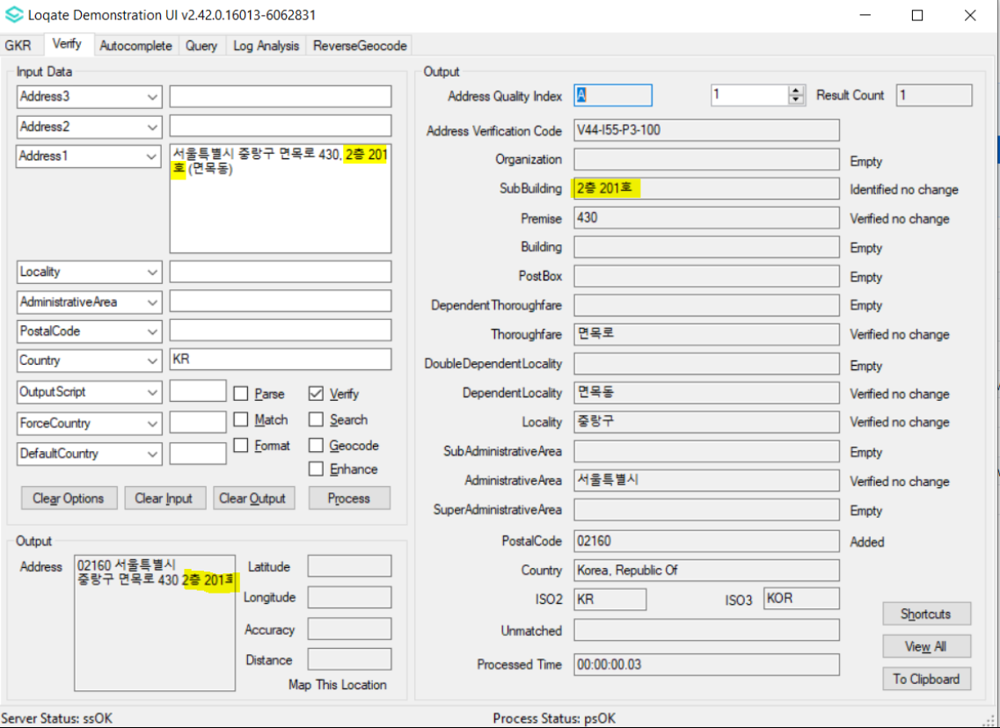 Loqate Demonstration UI v2.42.0.16013-6062831
GKR Verify Autocomplete Query Log Analysis ReverseGeocode
Input Data
Address3
Address2
Address1 서울특별시 중랑구 면목로 430, 2층 201
호 (면목동)
Locality
AdministrativeArea
PostalCode
Country KR
OutputScript Parse Verify
ForceCountry Match Search
DefaultCountry Format Geocode
Enhance
Clear Options Clear Input Clear Output Process
Output
Address 02160 서울특별시
중랑구 면목로 430 2층 201호
Latitude
Longitude
Accuracy
Distance
Map This Location
Output
Address Quality Index A 1 Result Count 1
Address Verification Code V44-I55-P3-100
Organization Empty
SubBuilding 2층 201호 Identified no change
Premise 430 Verified no change
Building Empty
PostBox Empty
DependentThoroughfare Empty
Thoroughfare 면목로 Verified no change
DoubleDependentLocality Empty
DependentLocality 면목동 Verified no change
Locality 중랑구 Verified no change
SubAdministrativeArea Empty
AdministrativeArea 서울특별시 Verified no change
SuperAdministrativeArea Empty
PostalCode 02160 Added
Country Korea, Republic Of
ISO2 KR ISO3 KOR
Unmatched
Processed Time 00:00:00.03
Shortcuts
View All
To Clipboard
Server Status: ssOK Process Status: psOK